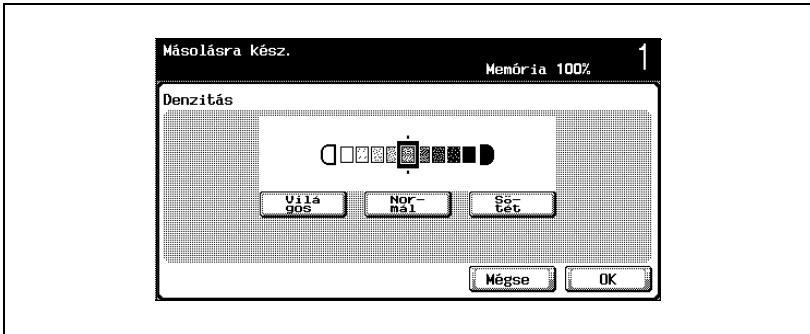 Másolásra kész.
Memória 100%
1
Denzitás
Vilá
gos
Nor-
mál
Sö-
tét
Mégse
OK